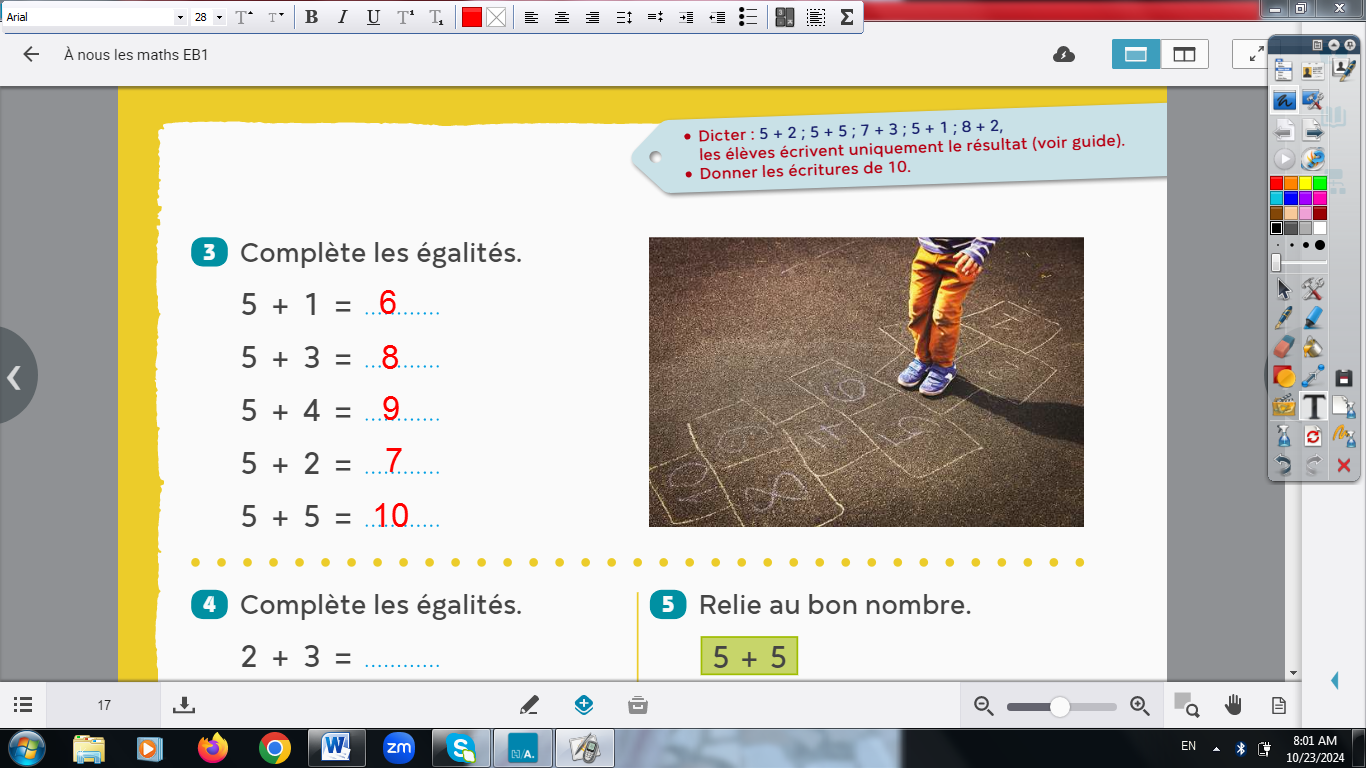 Arial 28
À nous les maths EB1
• Dicter : 5 + 2 ; 5 + 5 ; 7 + 3 ; 5 + 1 ; 8 + 2,
les élèves écrivent uniquement le résultat (voir guide).
• Donner les écritures de 10.
3 Complète les égalités.
5 + 1 = 6
5 + 3 = 8
5 + 4 = 9
5 + 2 = 7
5 + 5 = 10
4 Complète les égalités.
2 + 3 = ............
5 Relie au bon nombre.
5 + 5
17
EN
8:01 AM
10/23/2024